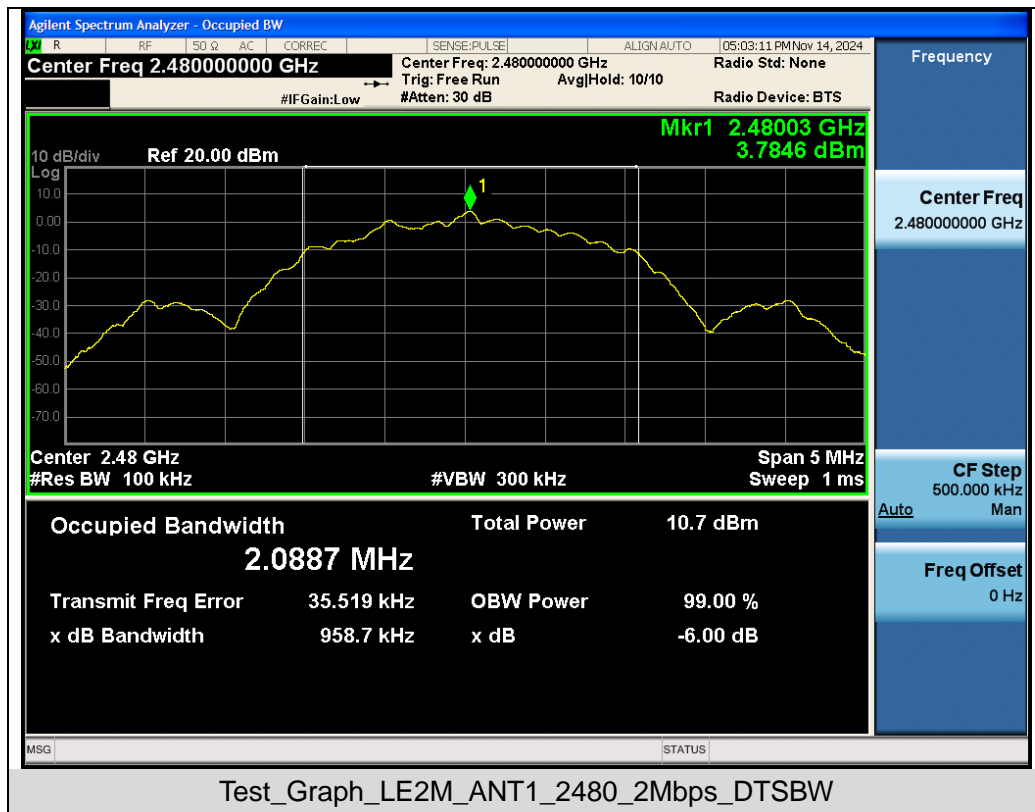 Agilent Spectrum Analyzer - Occupied BW
LXI R RF 50 Ω AC CORREC SENSE:PULSE ALIGN AUTO 05:03:11 PM Nov 14, 2024
Center Freq 2.480000000 GHz
Center Freq: 2.480000000 GHz
Radio Std: None
Trig: Free Run Avg|Hold: 10/10
#IFGain:Low #Atten: 30 dB Radio Device: BTS
Frequency
Mkr1 2.48003 GHz
3.7846 dBm
10 dB/div Ref 20.00 dBm
Log
10.0
0.00
-10.0
-20.0
-30.0
-40.0
-50.0
-60.0
-70.0
1
Center 2.48 GHz Span 5 MHz
#Res BW 100 kHz #VBW 300 kHz Sweep 1 ms
Occupied Bandwidth Total Power 10.7 dBm
2.0887 MHz
Transmit Freq Error 35.519 kHz OBW Power 99.00 %
x dB Bandwidth 958.7 kHz x dB -6.00 dB
Center Freq
2.480000000 GHz
CF Step
500.000 kHz
Auto Man
Freq Offset
0 Hz
MSG STATUS
Test_Graph_LE2M_ANT1_2480_2Mbps_DTSBW